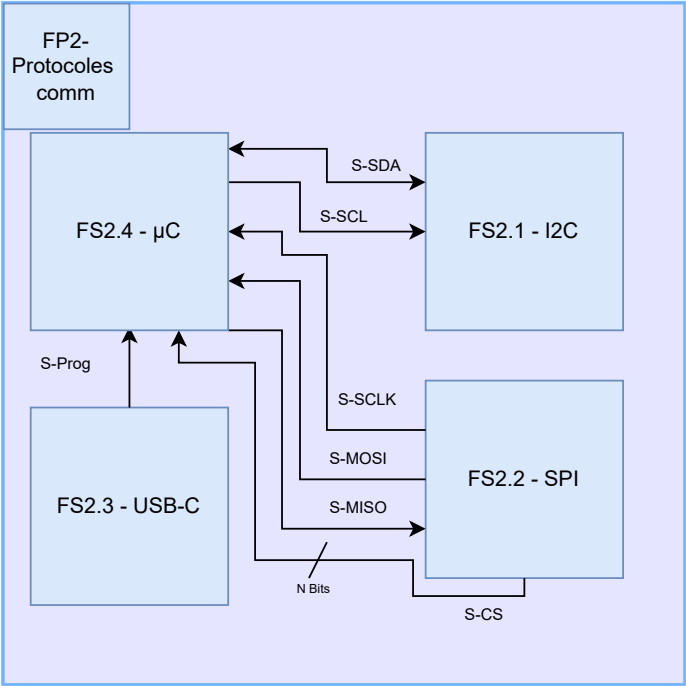 FP2-
Protocoles
comm
S-SDA
FS2.4 - µC
S-SCL
FS2.1 - I2C
S-Prog
S-SCLK
S-MOSI
FS2.2 - SPI
FS2.3 - USB-C
S-MISO
N Bits
S-CS